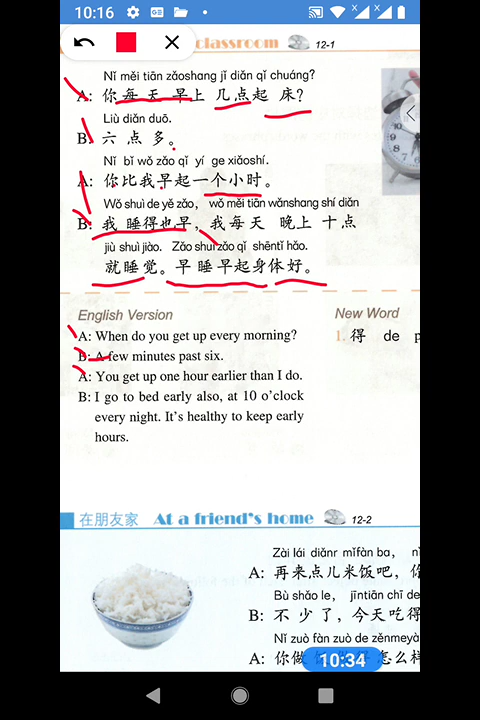 10:16
classroom 12-1
Nǐ měi tiān zǎoshang jǐ diǎn qǐ chuáng?
A: 你每天早上几点起床?
Liù diǎn duō.
B: 六点多。
Nǐ bǐ wǒ zǎo qǐ yí ge xiǎoshí.
A: 你比我早起一个小时。
Wǒ shuì de yě zǎo, wǒ měi tiān wǎnshang shí diǎn
B: 我睡得也早，我每天晚上十点
jiù shuì jiào. Zǎo shuì zǎo qǐ shēntǐ hǎo.
就睡觉。早睡早起身体好。
English Version
A: When do you get up every morning?
B: A few minutes past six.
A: You get up one hour earlier than I do.
B: I go to bed early also, at 10 o'clock
every night. It's healthy to keep early
hours.
New Word
1. 得 de p
在朋友家 At a friend's home 12-2
Zài lái diǎnr mǐfàn ba,
A: 再来点儿米饭吧，你
Bù shǎo le, jīntiān chī de
B: 不少了，今天吃得
Nǐ zuò fàn zuò de zěnmeyà
A: 你做饭做得怎么样
10:34